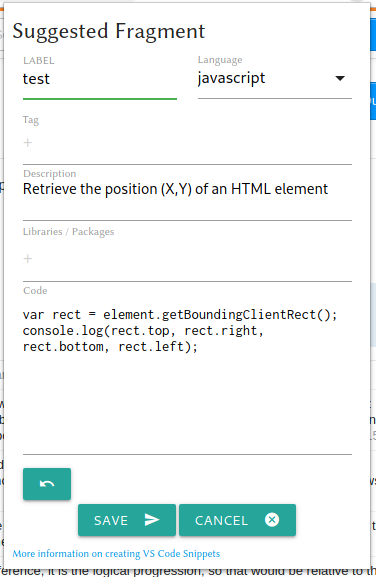 Suggested Fragment
LABEL
Language
test
javascript
Tag
+
Description
Retrieve the position (X,Y) of an HTML element
Libraries / Packages
+
Code
var rect = element.getBoundingClientRect();
console.log(rect.top, rect.right,
rect.bottom, rect.left);
SAVE
CANCEL
More information on creating VS Code Snippets
ference, it is the logical progression, so that would be relative to th